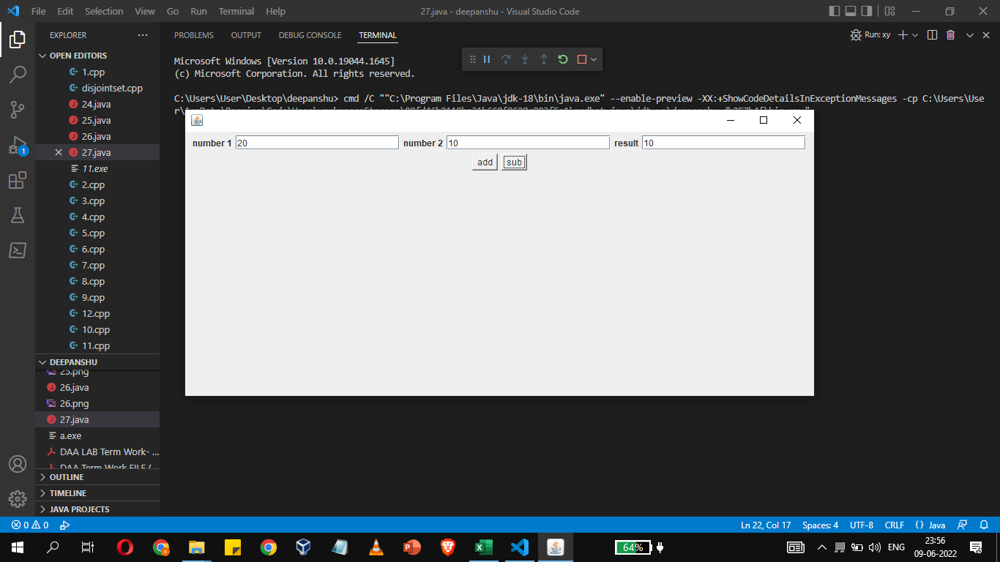 File Edit Selection View Go Run Terminal Help
27.java - deepanshu - Visual Studio Code
EXPLORER
OPEN EDITORS
1.cpp
disjointset.cpp
24.java
25.java
26.java
27.java
11.exe
2.cpp
3.cpp
4.cpp
5.cpp
6.cpp
7.cpp
8.cpp
9.cpp
12.cpp
10.cpp
11.cpp
DEEPANSHU
25.png
26.java
26.png
27.java
a.exe
DAA LAB Term Work- ...
DAA Term Work FILE (
OUTLINE
TIMELINE
JAVA PROJECTS
1
PROBLEMS OUTPUT DEBUG CONSOLE TERMINAL
Run: xy
Microsoft Windows [Version 10.0.19044.1645]
(c) Microsoft Corporation. All rights reserved.
C:\Users\User\Desktop\deepanshu> cmd /C ""C:\Program Files\Java\jdk-18\bin\java.exe" --enable-preview -XX:+ShowCodeDetailsInExceptionMessages -cp C:\Users\Use
number 1 20 number 2 10 result 10
add sub
0 0
Ln 22, Col 17 Spaces: 4 UTF-8 CRLF {} Java
64%
ENG
23:56
09-06-2022